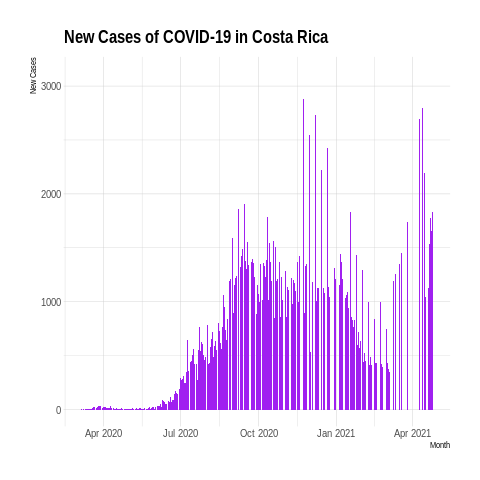 New Cases of COVID-19 in Costa Rica
New Cases
3000
2000
1000
0
Apr 2020 Jul 2020 Oct 2020 Jan 2021 Apr 2021
Month